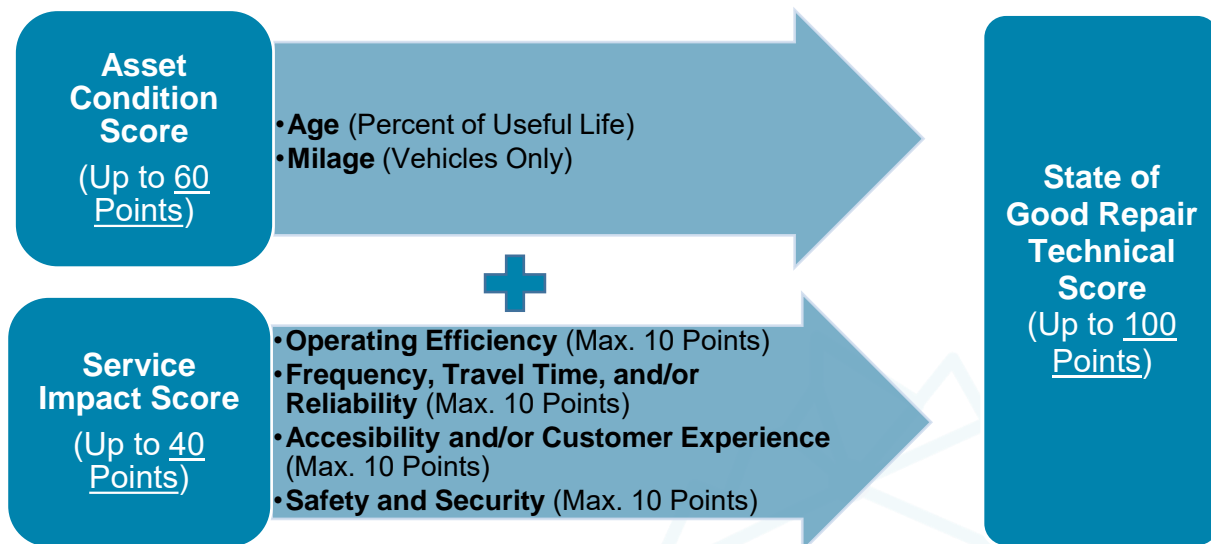 Asset
Condition
Score
(Up to 60
Points)
•Age (Percent of Useful Life)
•Milage (Vehicles Only)
Service
Impact Score
(Up to 40
Points)
•Operating Efficiency (Max. 10 Points)
•Frequency, Travel Time, and/or
Reliability (Max. 10 Points)
•Accesibility and/or Customer Experience
(Max. 10 Points)
•Safety and Security (Max. 10 Points)
State of
Good Repair
Technical
Score
(Up to 100
Points)